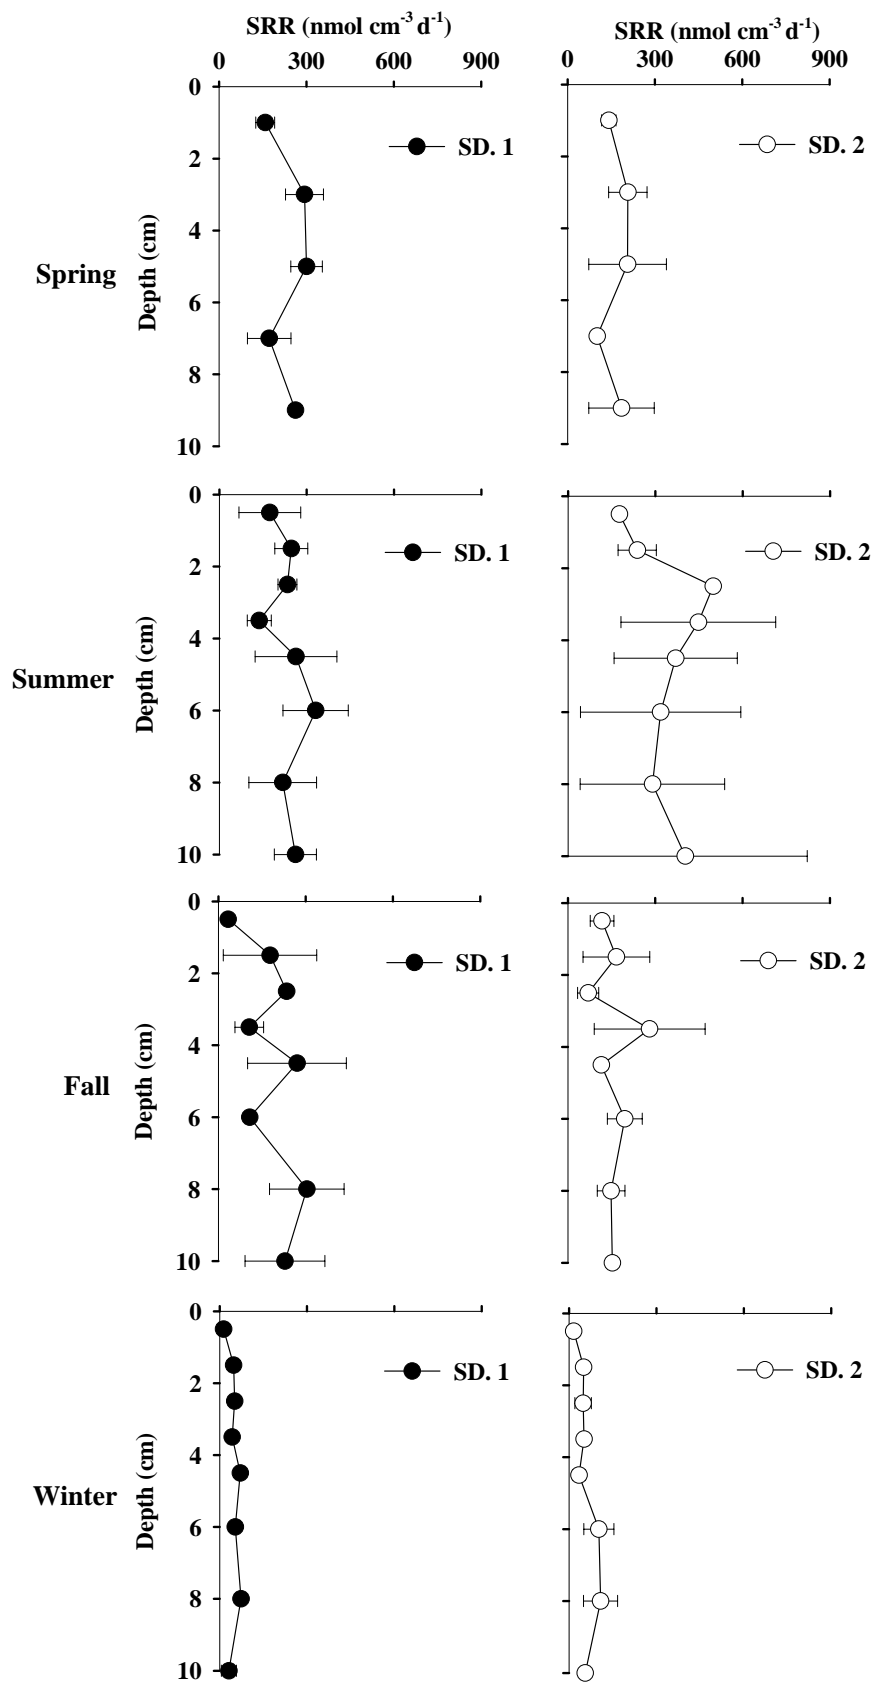 SRR (nmol cm-3 d-1) SRR (nmol cm-3 d-1)
0 300 600 900 0 300 600 900
0
SD. 1 SD. 2
2
4
Spring Depth (cm)
6
8
10
0
SD. 1 SD. 2
2
4
Summer Depth (cm)
6
8
10
0
SD. 1 SD. 2
2
4
Fall Depth (cm)
6
8
10
0
SD. 1 SD. 2
2
4
Winter Depth (cm)
6
8
10